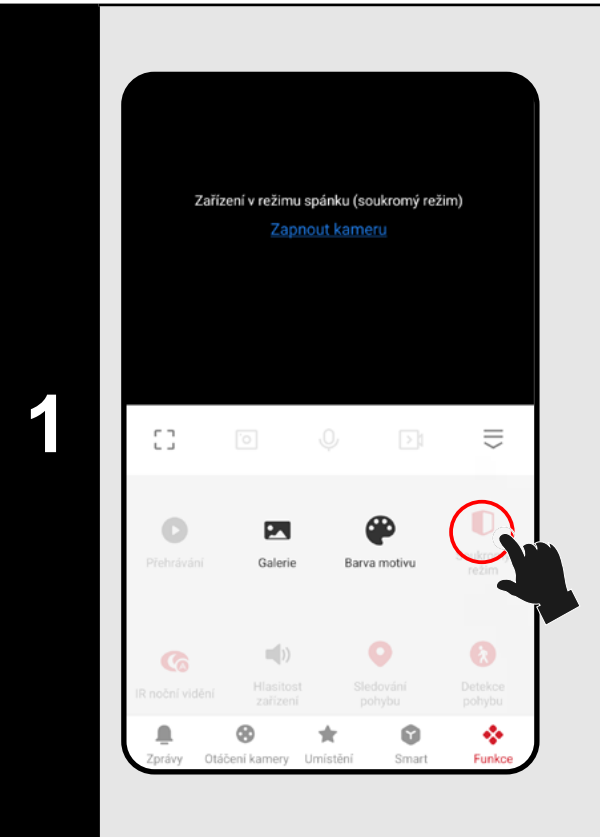 Zařízení v režimu spánku (soukromý režim)
Zapnout kameru
1
Přehrávání
Galerie
Barva motivu
Soukromý
režim
IR noční vidění
Hlasitost
zařízení
Sledování
pohybu
Detekce
pohybu
Zprávy
Otáčení kamery
Umístění
Smart
Funkce